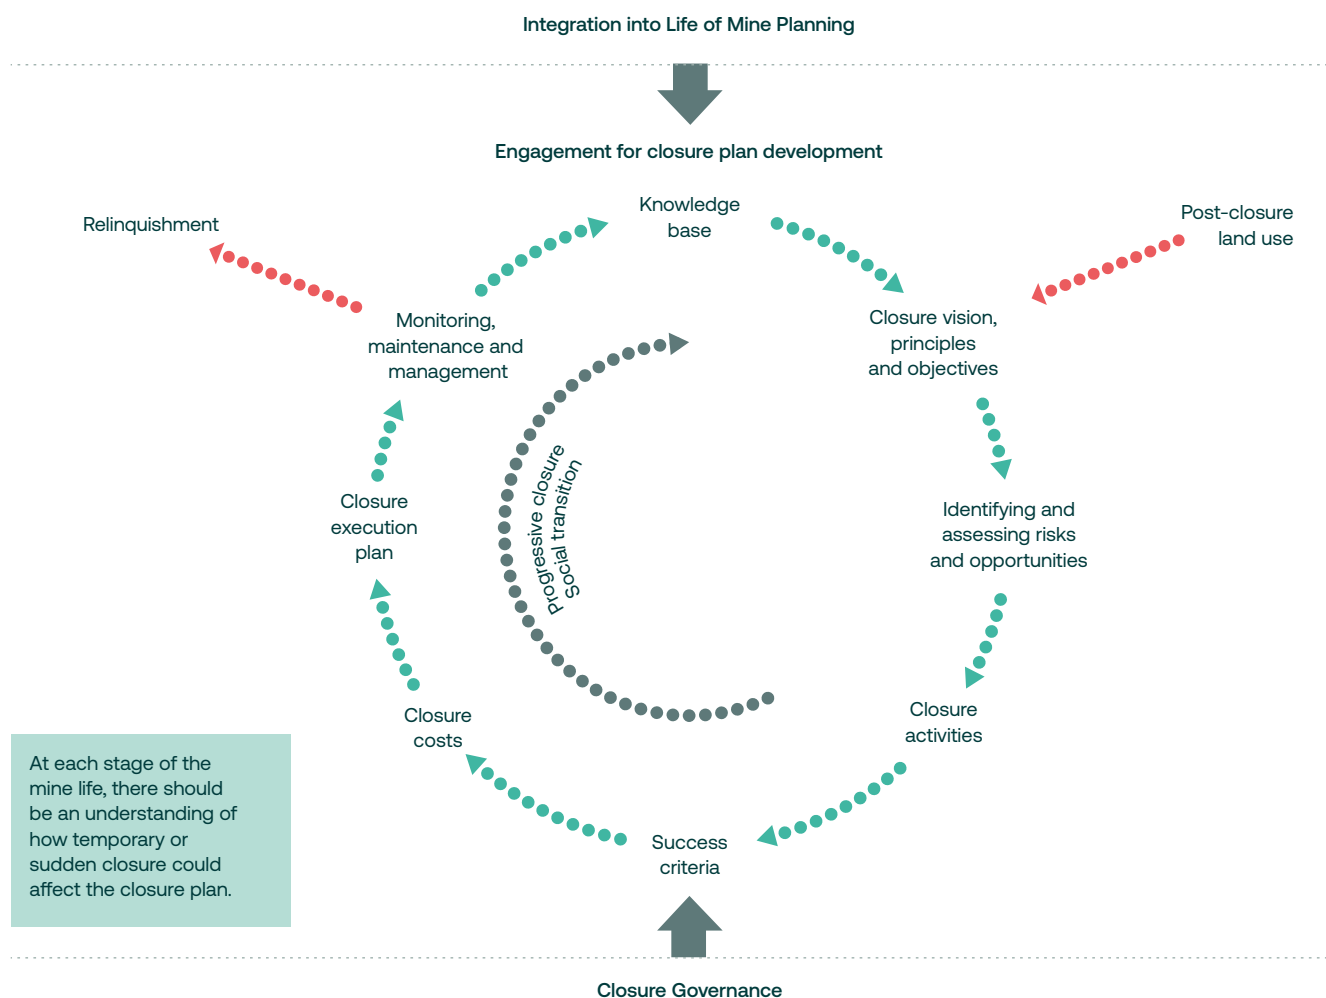 Integration into Life of Mine Planning
Engagement for closure plan development
Knowledge
base
Relinquishment
Post-closure
land use
Closure vision,
principles
and objectives
Monitoring,
maintenance and
management
Identifying and
assessing risks
and opportunities
Closure
execution
plan
Progressive closure
Social transition
Closure
activities
Closure
costs
Success
criteria
At each stage of the
mine life, there should
be an understanding of
how temporary or
sudden closure could
affect the closure plan.
Closure Governance